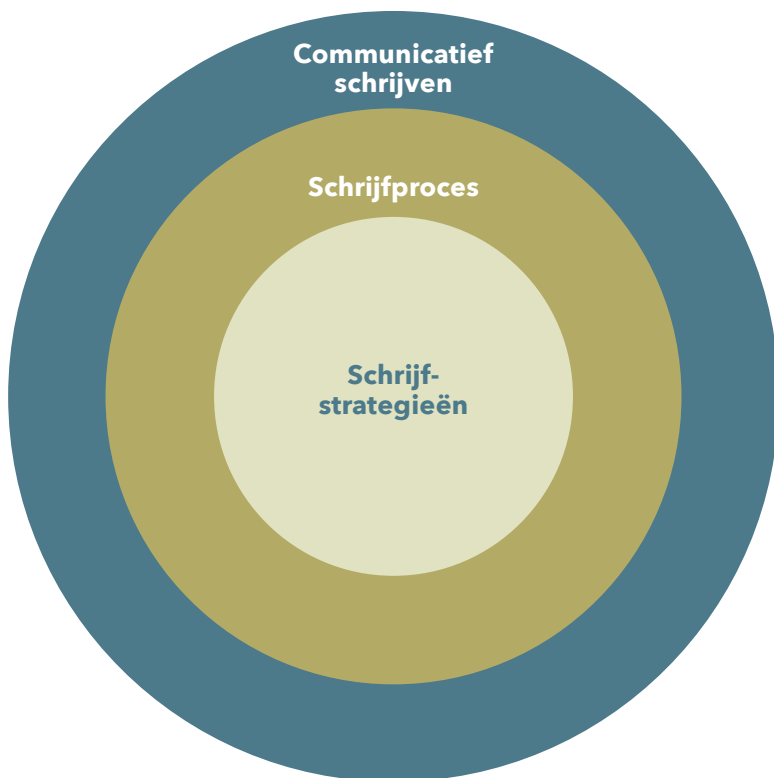 Communicatief
schrijven
Schrijfproces
Schrijf-
strategieën